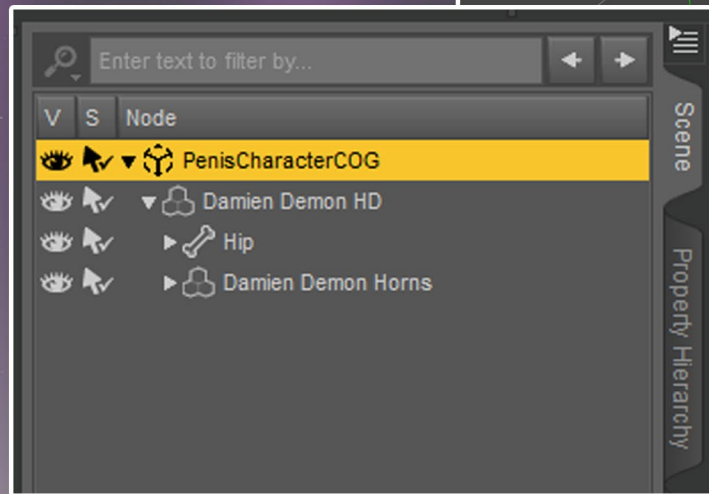 Enter text to filter by...
V S Node
PenisCharacterCOG
Damien Demon HD
Hip
Damien Demon Horns
Scene
Property Hierarchy